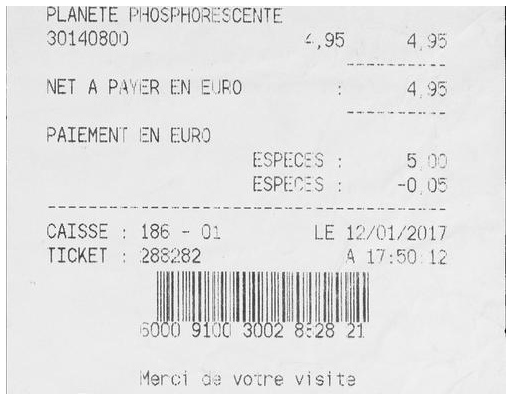 PLANETE PHOSPHORESCENTE
30140800 4,95 4,95
NET A PAYER EN EURO : 4,95
PAIEMENT EN EURO
ESPECES : 5,00
ESPECES : -0,05
CAISSE : 186 - 01 LE 12/01/2017
TICKET : 288282 A 17:50:12
6000 9100 3002 8828 21
Merci de votre visite